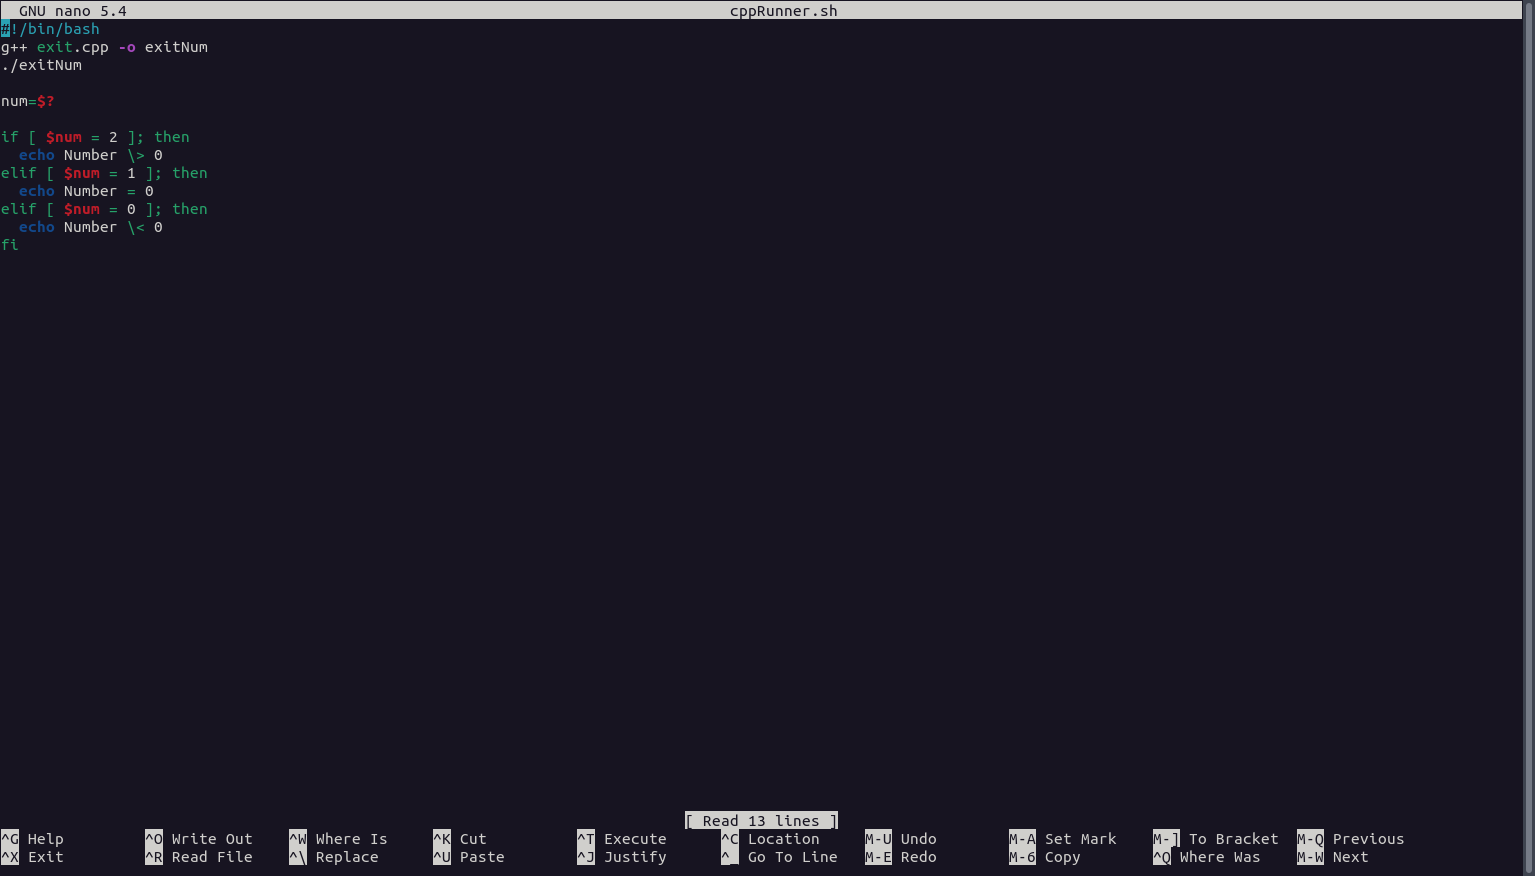 GNU nano 5.4 cppRunner.sh
#!/bin/bash
g++ exit.cpp -o exitNum
./exitNum

num=$?

if [ $num = 2 ]; then
  echo Number \> 0
elif [ $num = 1 ]; then
  echo Number = 0
elif [ $num = 0 ]; then
  echo Number \< 0
fi

[ Read 13 lines ]
^G Help ^O Write Out ^W Where Is ^K Cut ^T Execute ^C Location M-U Undo M-A Set Mark M-] To Bracket M-Q Previous
^X Exit ^R Read File ^\ Replace ^U Paste ^J Justify ^_ Go To Line M-E Redo M-6 Copy ^Q Where Was M-W Next